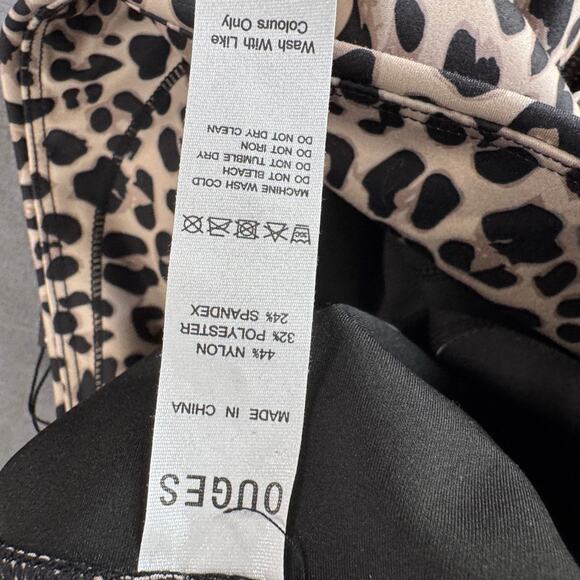 OUGES
MADE IN CHINA
44% NYLON
32% POLYESTER
24% SPANDEX
MACHINE WASH COLD
DO NOT BLEACH
DO NOT TUMBLE DRY
DO NOT IRON
DO NOT DRY CLEAN
Wash With Like
Colours Only